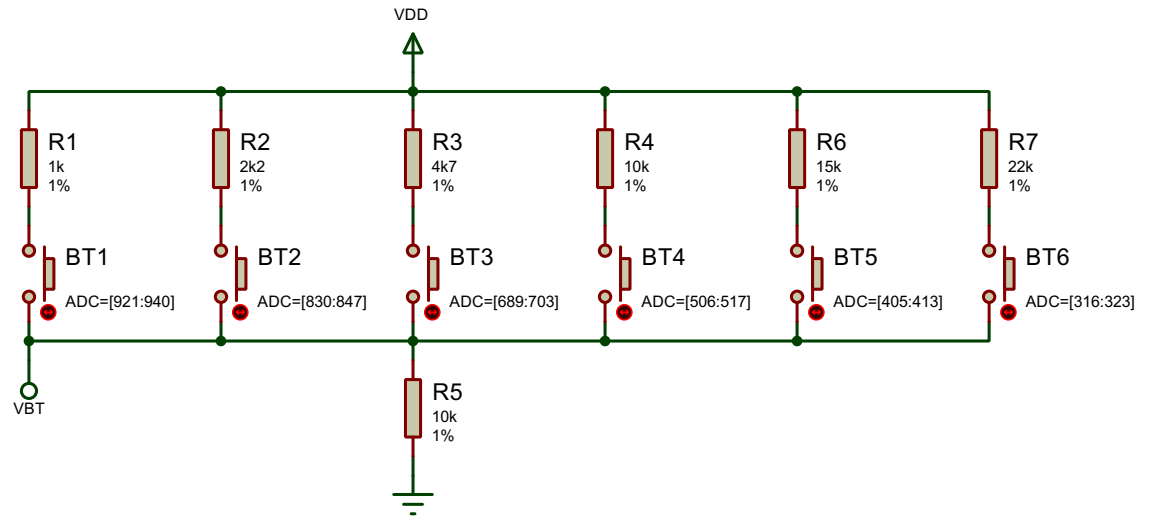 VDD
R1
1k
1%
R2
2k2
1%
R3
4k7
1%
R4
10k
1%
R6
15k
1%
R7
22k
1%
BT1
ADC=[921:940]
BT2
ADC=[830:847]
BT3
ADC=[689:703]
BT4
ADC=[506:517]
BT5
ADC=[405:413]
BT6
ADC=[316:323]
VBT
R5
10k
1%